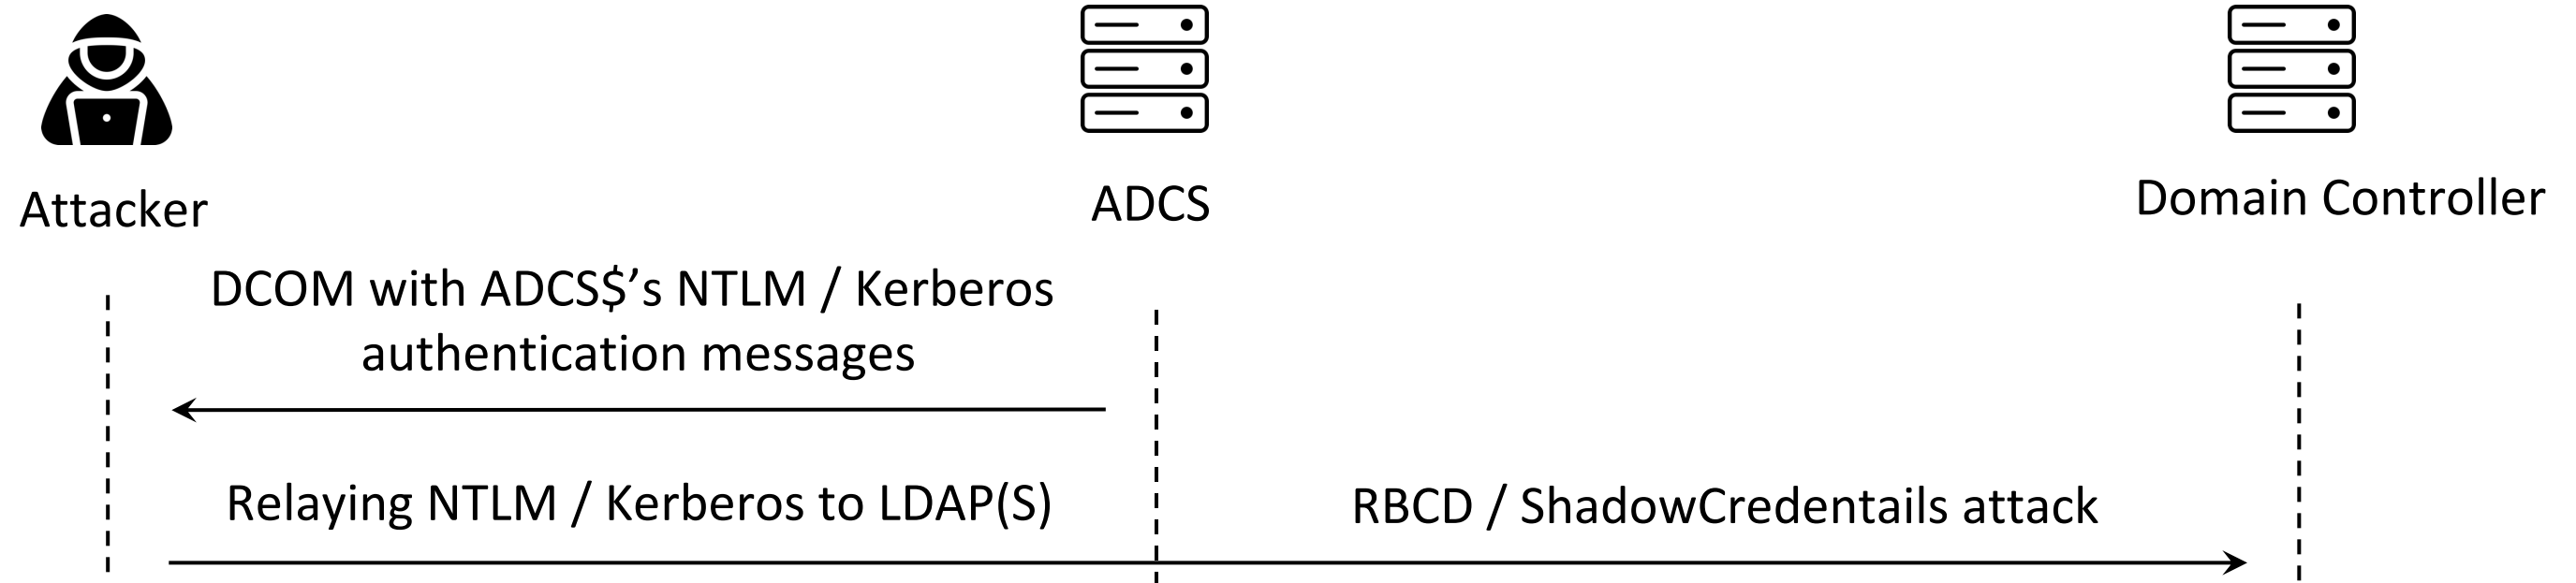 Attacker
ADCS
Domain Controller
DCOM with ADCS$’s NTLM / Kerberos
authentication messages
Relaying NTLM / Kerberos to LDAP(S)
RBCD / ShadowCredentails attack